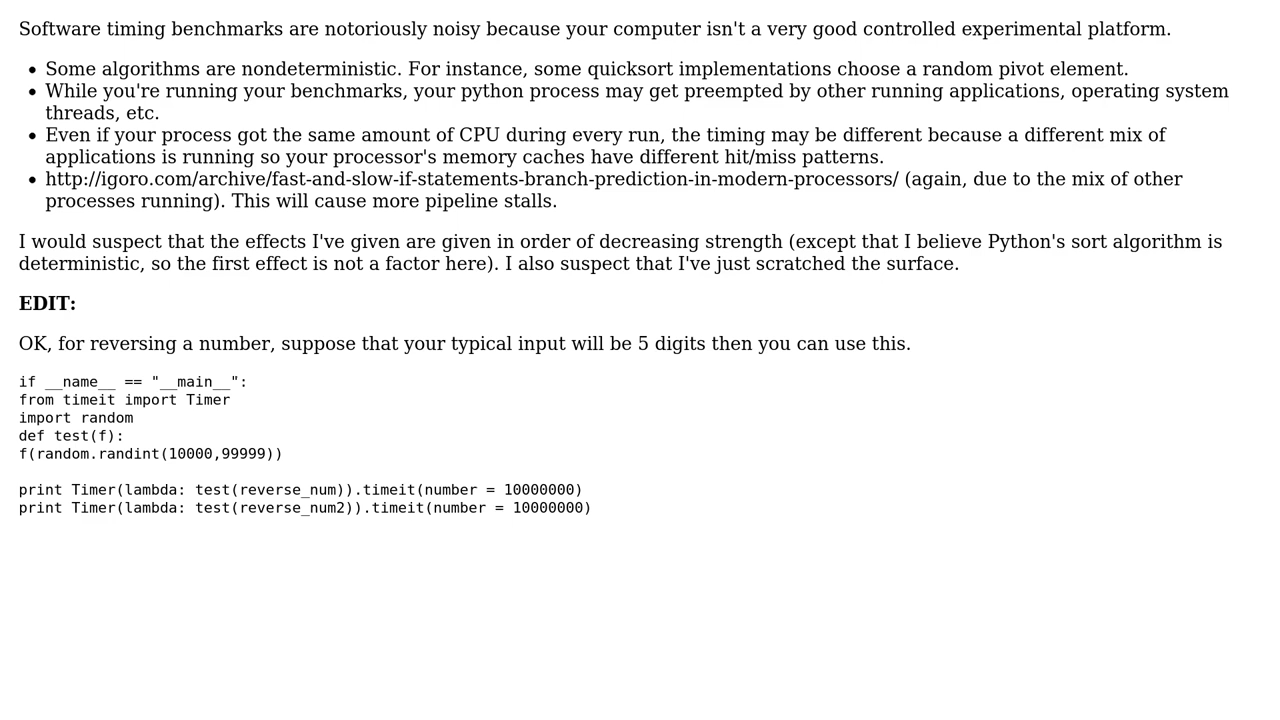 Software timing benchmarks are notoriously noisy because your computer isn't a very good controlled experimental platform.
• Some algorithms are nondeterministic. For instance, some quicksort implementations choose a random pivot element.
• While you're running your benchmarks, your python process may get preempted by other running applications, operating system
threads, etc.
• Even if your process got the same amount of CPU during every run, the timing may be different because a different mix of
applications is running so your processor's memory caches have different hit/miss patterns.
• http://igoro.com/archive/fast-and-slow-if-statements-branch-prediction-in-modern-processors/ (again, due to the mix of other
processes running). This will cause more pipeline stalls.
I would suspect that the effects I've given are given in order of decreasing strength (except that I believe Python's sort algorithm is
deterministic, so the first effect is not a factor here). I also suspect that I've just scratched the surface.
EDIT:
OK, for reversing a number, suppose that your typical input will be 5 digits then you can use this.
if __name__ == "__main__":
from timeit import Timer
import random
def test(f):
f(random.randint(10000,99999))
print Timer(lambda: test(reverse_num)).timeit(number = 10000000)
print Timer(lambda: test(reverse_num2)).timeit(number = 10000000)